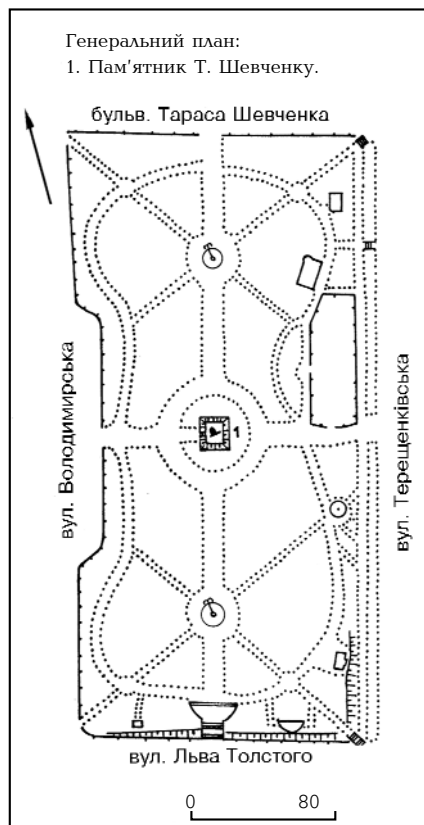 Генеральний план:
1. Пам'ятник Т. Шевченку.
бульв. Тараса Шевченка
вул. Володимирська
1
вул. Терещенківська
вул. Льва Толстого
0 80